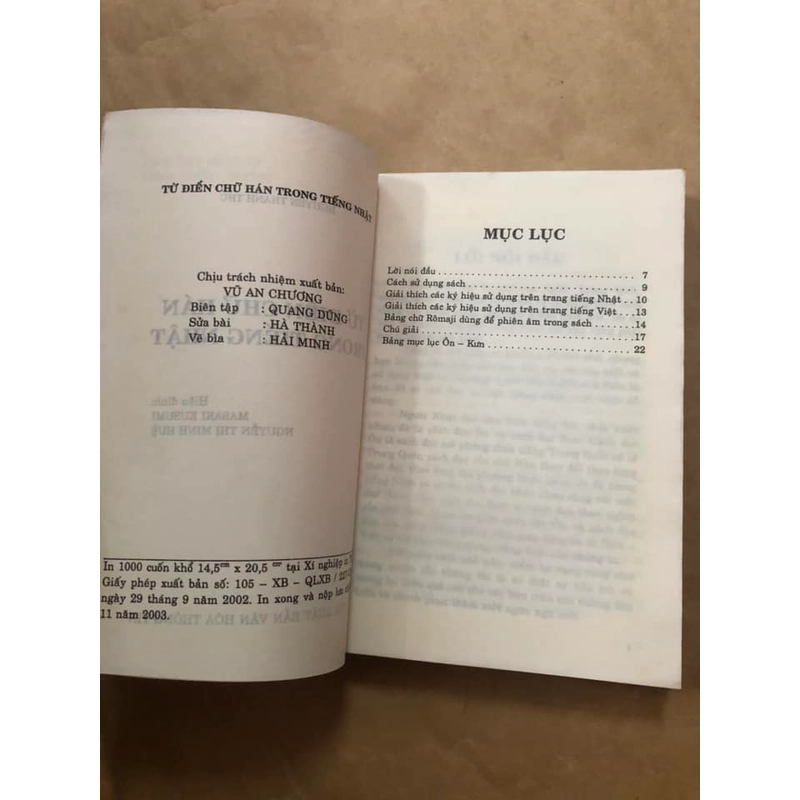 TỪ ĐIỂN CHỮ HÁN TRONG TIẾNG NHẬT
Chịu trách nhiệm xuất bản:
VŨ AN CHƯƠNG
Biên tập : QUANG DŨNG
Sửa bài : HÀ THÀNH
Vẽ bìa : HẢI MINH
In 1000 cuốn khổ 14,5cm x 20,5 cm tại Xí nghiệp in
Giấy phép xuất bản số: 105 – XB – QLXB /
ngày 29 tháng 9 năm 2002. In xong và nộp lưu
11 năm 2003.
MỤC LỤC
Lời nói đầu . . . . . . . . . . . . . . . . . . . . . . . . . . . . . . 7
Cách sử dụng sách . . . . . . . . . . . . . . . . . . . . . . . . 9
Giải thích các ký hiệu sử dụng trên trang tiếng Nhật . . 10
Giải thích các ký hiệu sử dụng trên trang tiếng Việt . . 13
Bảng chữ Rômaji dùng để phiên âm trong sách . . . . . 14
Chú giải . . . . . . . . . . . . . . . . . . . . . . . . . . . . . . . 17
Bảng mục lục Ôn – Kưn . . . . . . . . . . . . . . . . . . . . 22